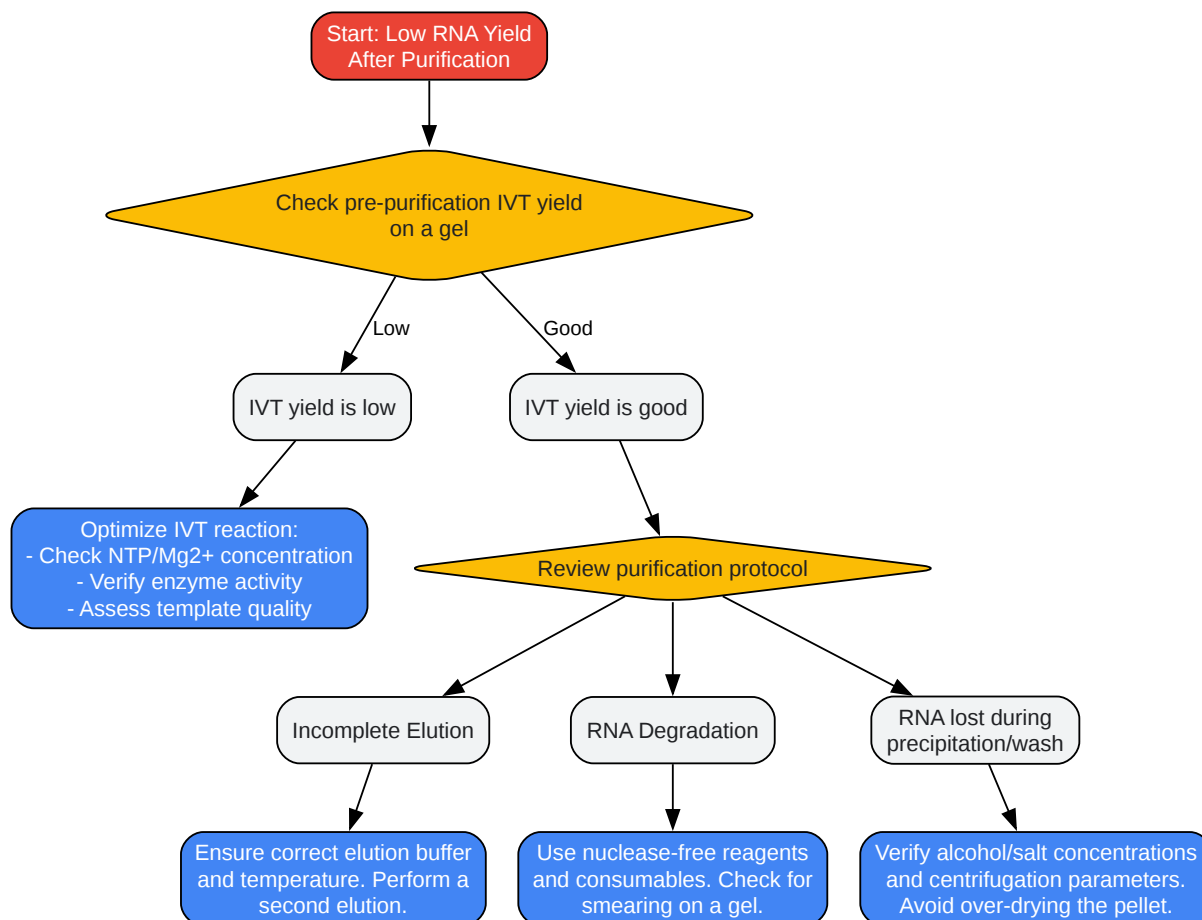 Start: Low RNA Yield
After Purification
Check pre-purification IVT yield
on a gel
Low
Good
IVT yield is low
IVT yield is good
Optimize IVT reaction:
- Check NTP/Mg2+ concentration
- Verify enzyme activity
- Assess template quality
Review purification protocol
Incomplete Elution
RNA Degradation
RNA lost during
precipitation/wash
Ensure correct elution buffer
and temperature. Perform a
second elution.
Use nuclease-free reagents
and consumables. Check for
smearing on a gel.
Verify alcohol/salt concentrations
and centrifugation parameters.
Avoid over-drying the pellet.